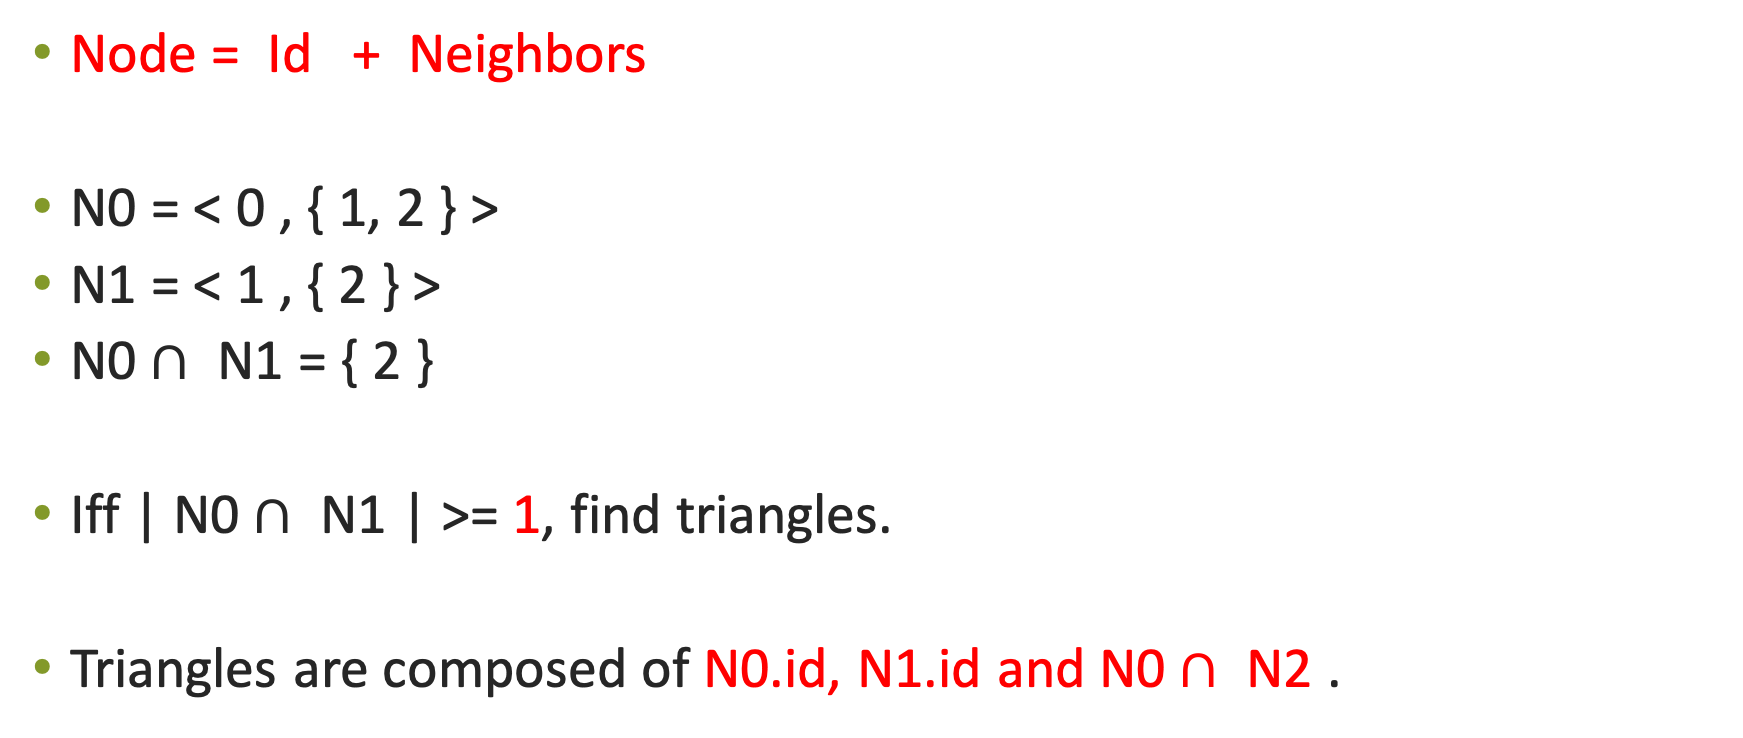 • Node = Id + Neighbors
• N0 = < 0 , { 1, 2 } >
• N1 = < 1 , { 2 } >
• N0 ∩ N1 = { 2 }
• Iff | N0 ∩ N1 | >= 1, find triangles.
• Triangles are composed of N0.id, N1.id and N0 ∩ N2 .